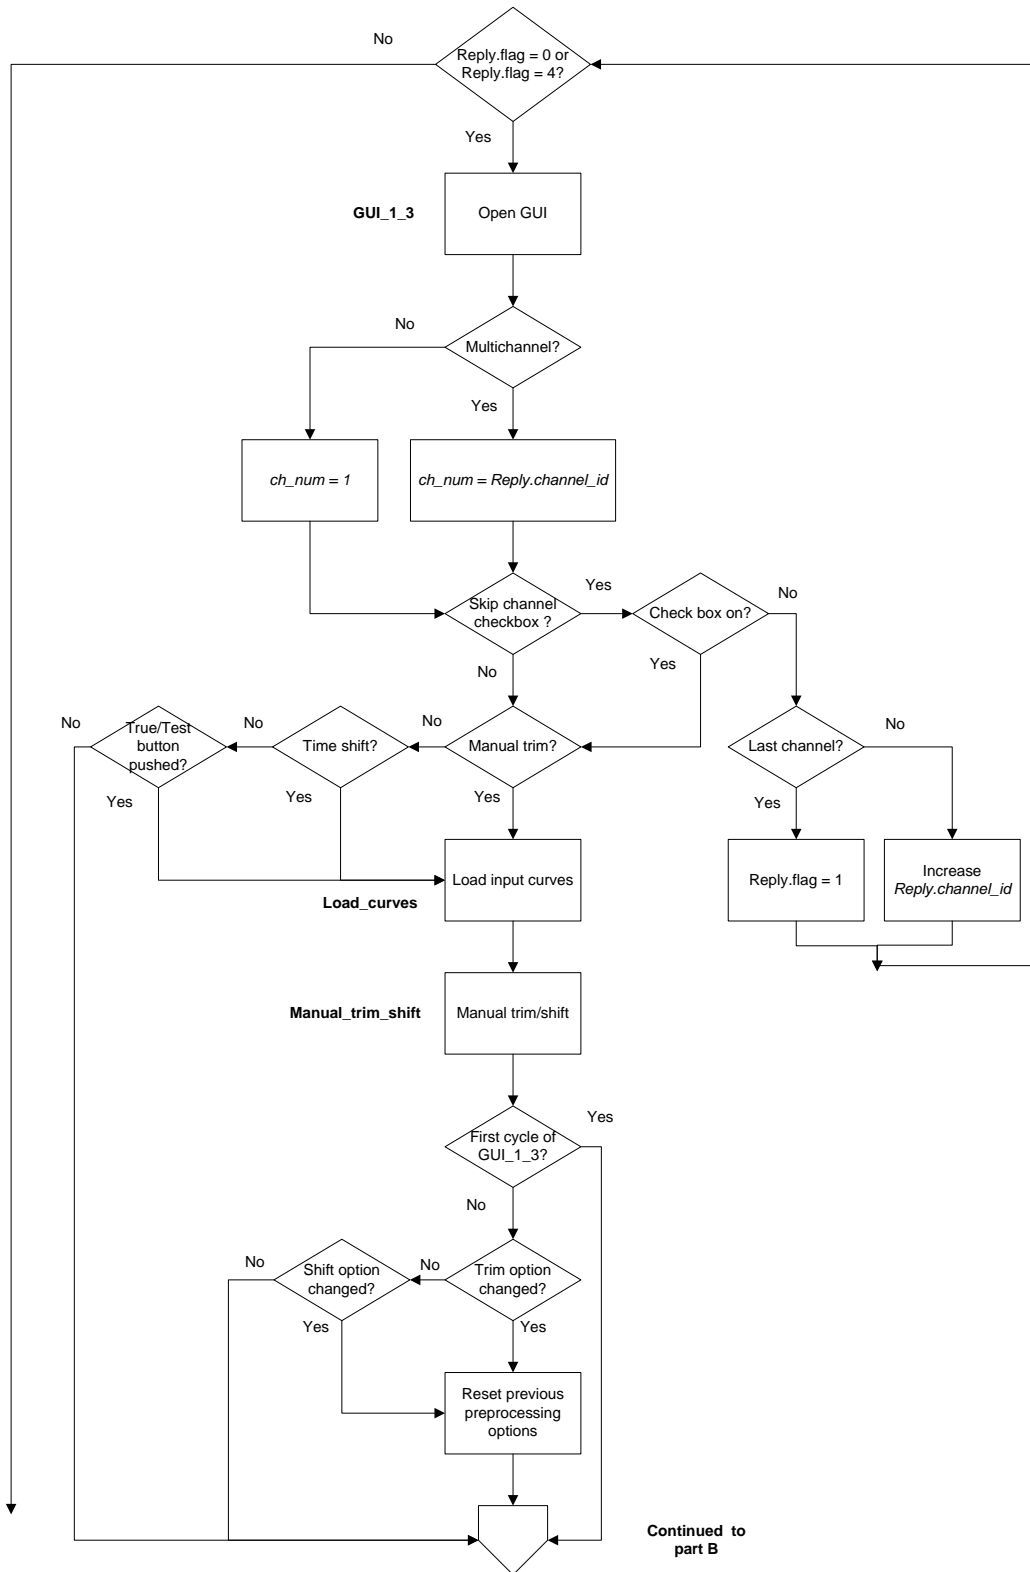 No
Reply.flag = 0 or
Reply.flag = 4?
Yes
GUI_1_3
Open GUI
No
Multichannel?
Yes
ch_num = 1
ch_num = Reply.channel_id
Skip channel
checkbox ?
Yes
Check box on?
No
No
Yes
No
True/Test
button
pushed?
No
Time shift?
No
Manual trim?
Last channel?
No
Yes
Yes
Yes
Yes
Load input curves
Load_curves
Reply.flag = 1
Increase
Reply.channel_id
Manual_trim_shift
Manual trim/shift
First cycle of
GUI_1_3?
Yes
No
No
Shift option
changed?
No
Trim option
changed?
Yes
Yes
Reset previous
preprocessing
options
Continued to
part B